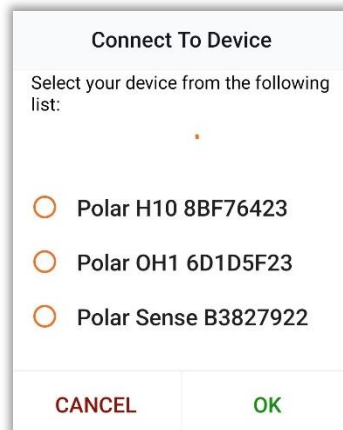 Connect To Device
Select your device from the following
list:
Polar H10 8BF76423
Polar OH1 6D1D5F23
Polar Sense B3827922
CANCEL OK